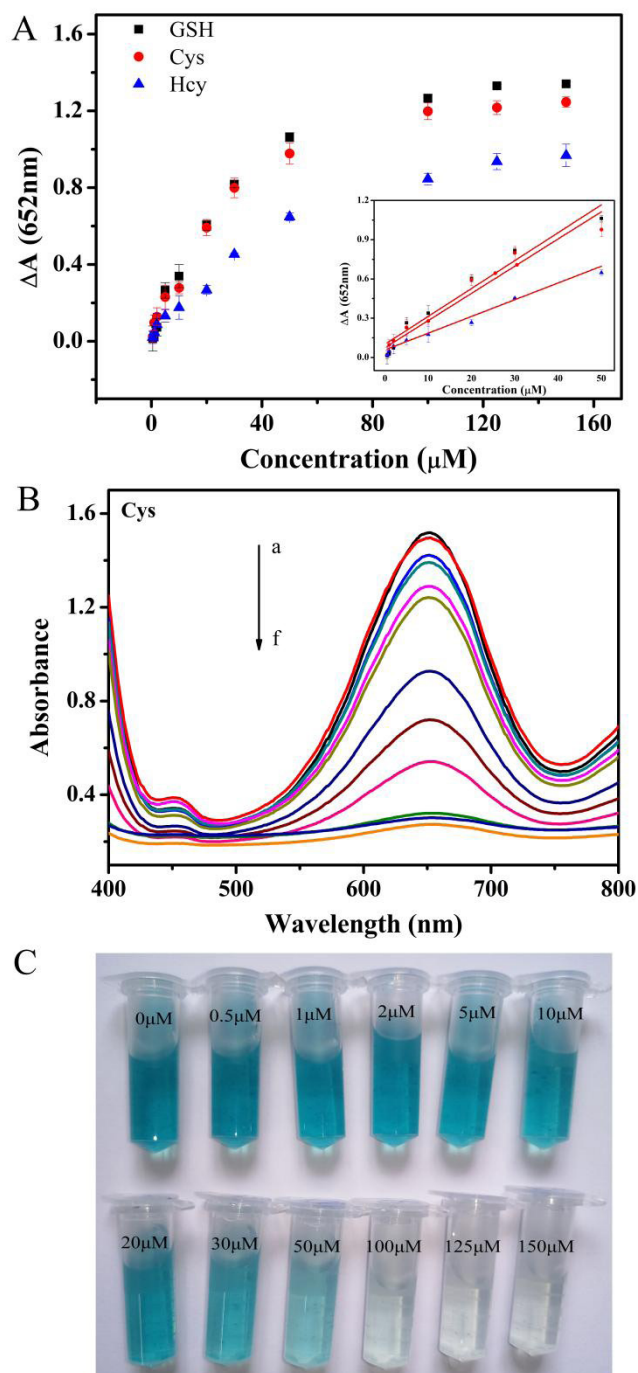 A
GSH
Cys
Hcy
ΔA (652nm)
1.6
1.2
0.8
0.4
0.0
0 40 80 120 160
Concentration (μM)
ΔA (652nm)
1.2
0.9
0.6
0.3
0.0
0 10 20 30 40 50
Concentration (μM)
B
Cys
a
f
Absorbance
1.6
1.2
0.8
0.4
400 500 600 700 800
Wavelength (nm)
C
0μM 0.5μM 1μM 2μM 5μM 10μM
20μM 30μM 50μM 100μM 125μM 150μM